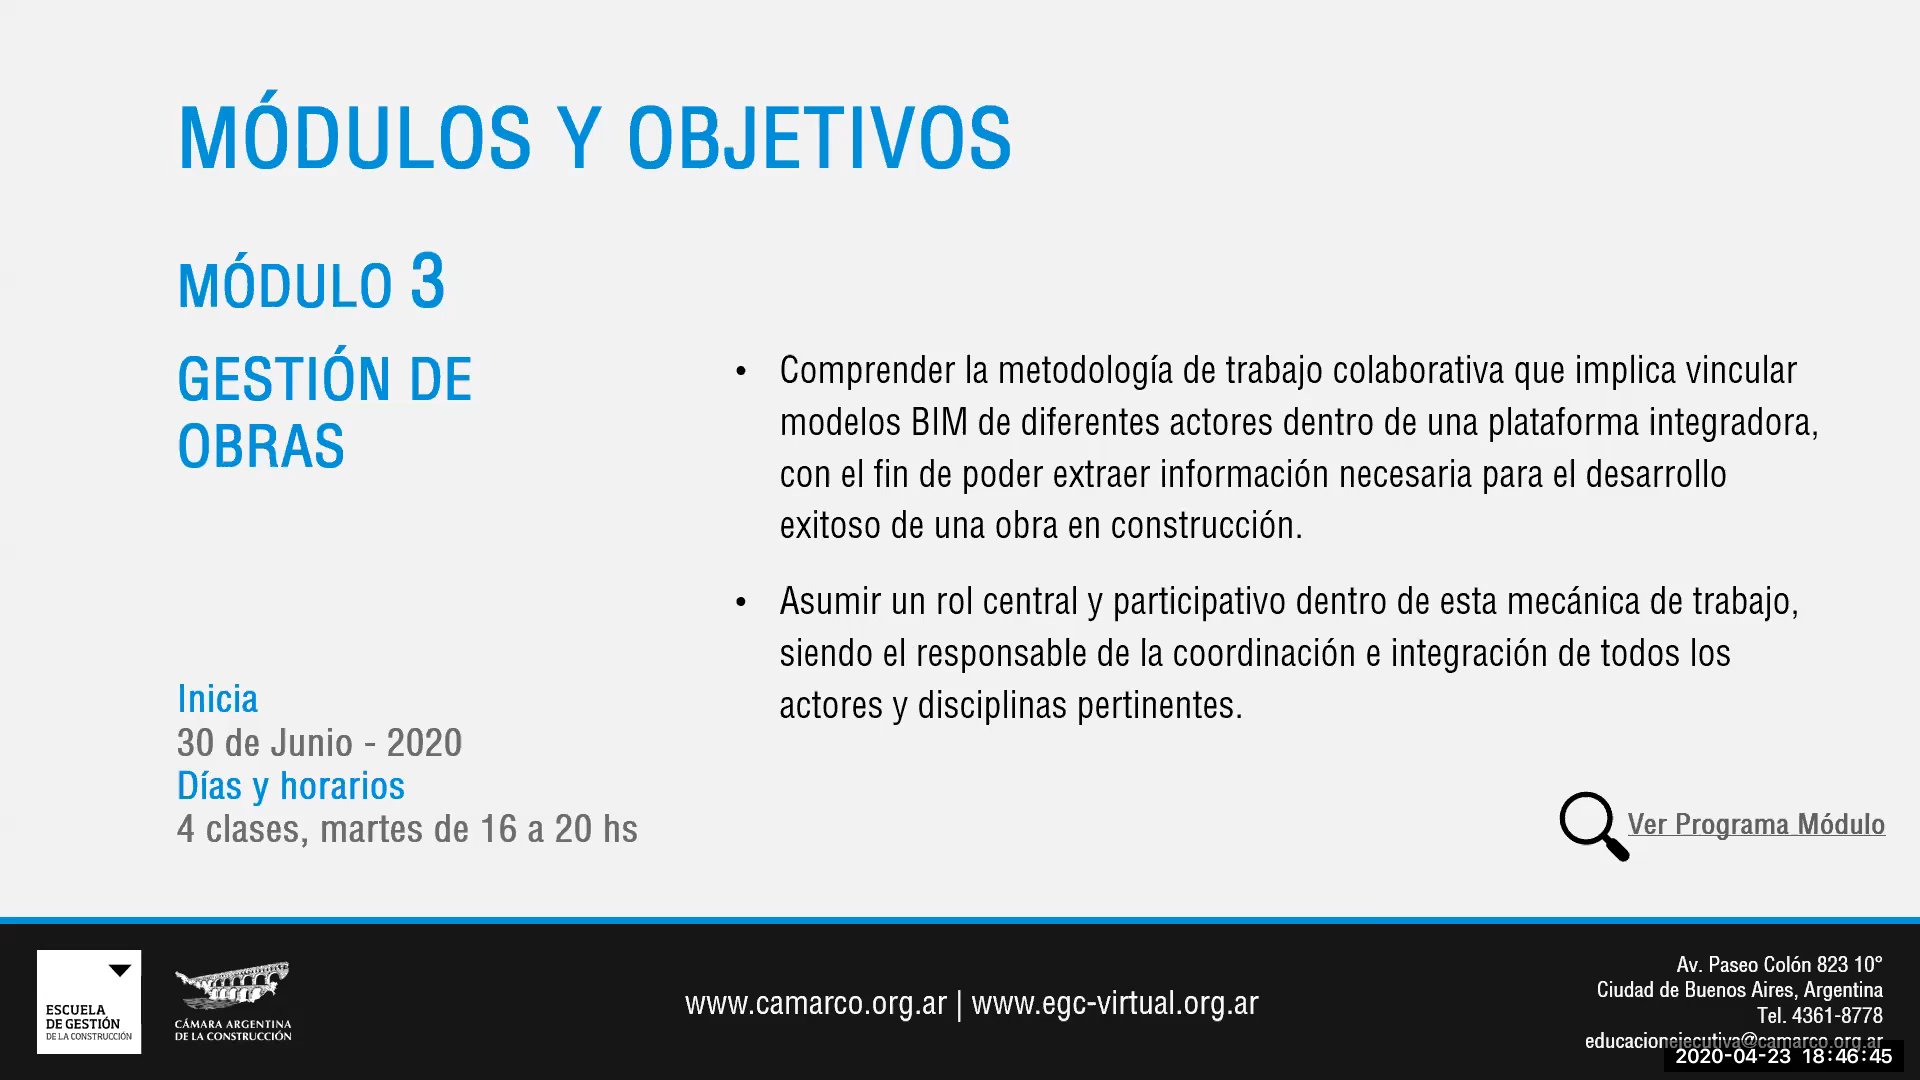 MÓDULOS Y OBJETIVOS
MÓDULO 3
GESTIÓN DE
OBRAS
• Comprender la metodología de trabajo colaborativa que implica vincular
modelos BIM de diferentes actores dentro de una plataforma integradora,
con el fin de poder extraer información necesaria para el desarrollo
exitoso de una obra en construcción.
• Asumir un rol central y participativo dentro de esta mecánica de trabajo,
siendo el responsable de la coordinación e integración de todos los
actores y disciplinas pertinentes.
Inicia
30 de Junio - 2020
Días y horarios
4 clases, martes de 16 a 20 hs
Ver Programa Módulo
ESCUELA
DE GESTIÓN
DE LA CONSTRUCCIÓN
CÁMARA ARGENTINA
DE LA CONSTRUCCIÓN
www.camarco.org.ar | www.egc-virtual.org.ar
Av. Paseo Colón 823 10°
Ciudad de Buenos Aires, Argentina
Tel. 4361-8778
educacionejecutiva@camarco.org.ar
2020-04-23 18:46:45